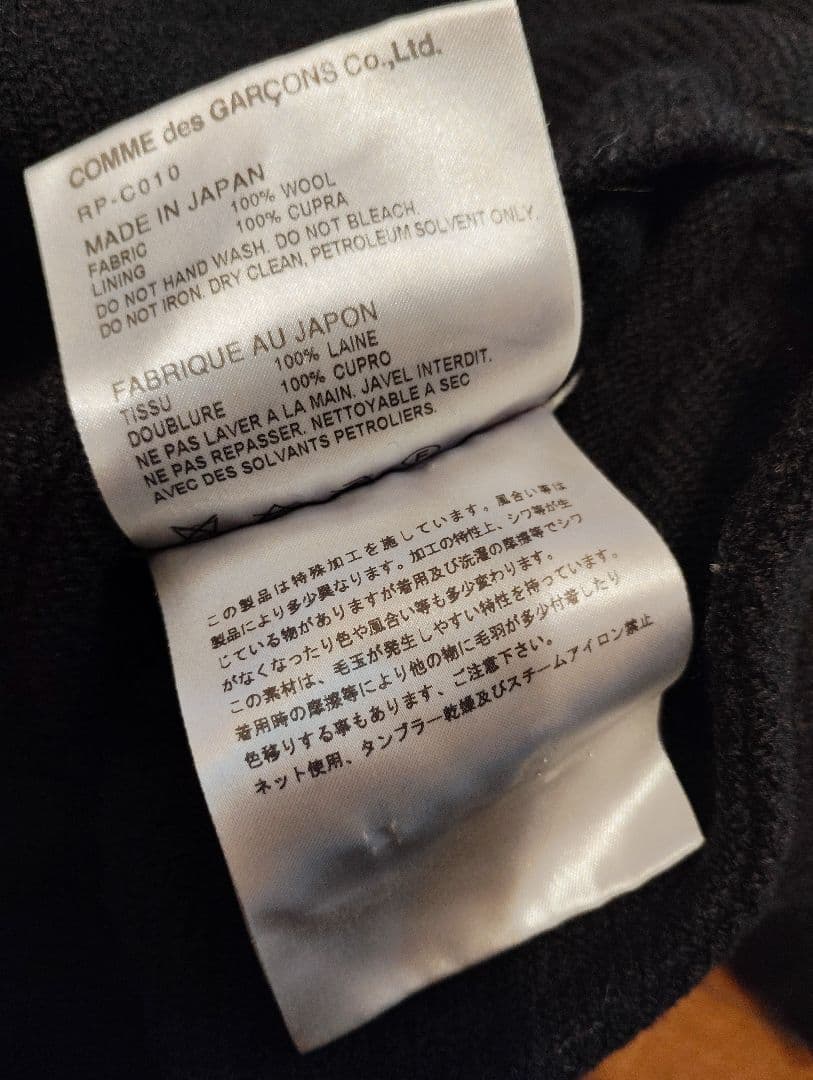 COMME des GARÇONS Co.,Ltd.
RP-C010
MADE IN JAPAN
FABRIC 100% WOOL
LINING 100% CUPRA
DO NOT HAND WASH. DO NOT BLEACH.
DO NOT IRON. DRY CLEAN, PETROLEUM SOLVENT ONLY.
FABRIQUE AU JAPON
TISSU 100% LAINE
DOUBLURE 100% CUPRO
NE PAS LAVER A LA MAIN. JAVEL INTERDIT.
NE PAS REPASSER. NETTOYABLE A SEC
AVEC DES SOLVANTS PETROLIERS.
この製品は特殊加工を施しています。風合い等は
製品により多少異なります。加工の特性上、シワ等が生
じている物がありますが着用及び洗濯の摩擦等でシワ
がなくなったり色や風合い等も多少変わります。
この素材は、毛玉が発生しやすい特性を持っています。
着用時の摩擦等により他の物に毛羽が多少付着したり
色移りする事もあります、ご注意下さい。
ネット使用、タンブラー乾燥及びスチームアイロン禁止